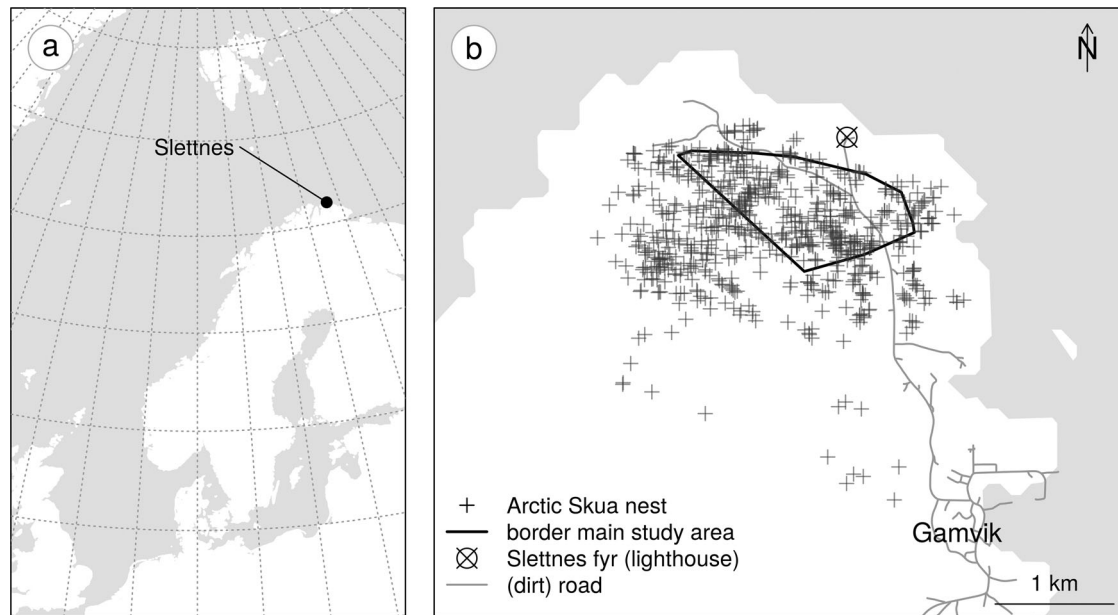 a
Slettnes
b
N
Arctic Skua nest
border main study area
Slettnes fyr (lighthouse)
(dirt) road
Gamvik
1 km